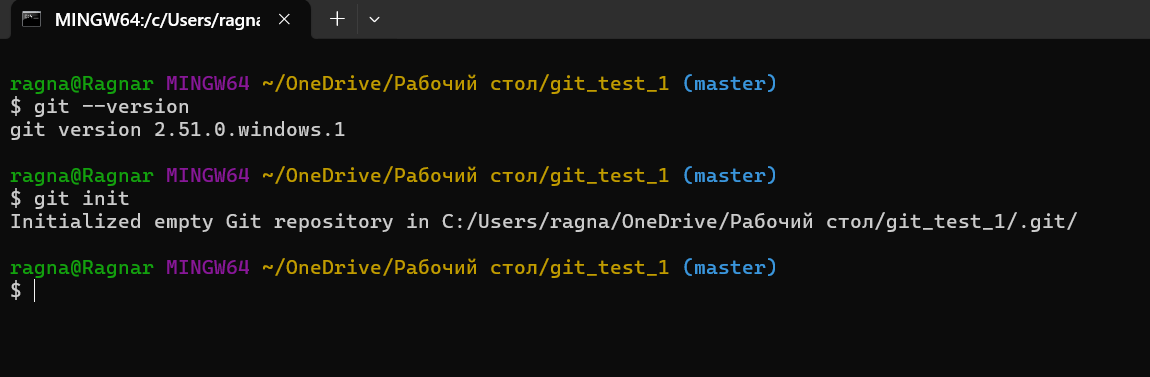 MINGW64:/c/Users/ragna
ragna@Ragnar MINGW64 ~/OneDrive/Рабочий стол/git_test_1 (master)
$ git --version
git version 2.51.0.windows.1
ragna@Ragnar MINGW64 ~/OneDrive/Рабочий стол/git_test_1 (master)
$ git init
Initialized empty Git repository in C:/Users/ragna/OneDrive/Рабочий стол/git_test_1/.git/
ragna@Ragnar MINGW64 ~/OneDrive/Рабочий стол/git_test_1 (master)
$